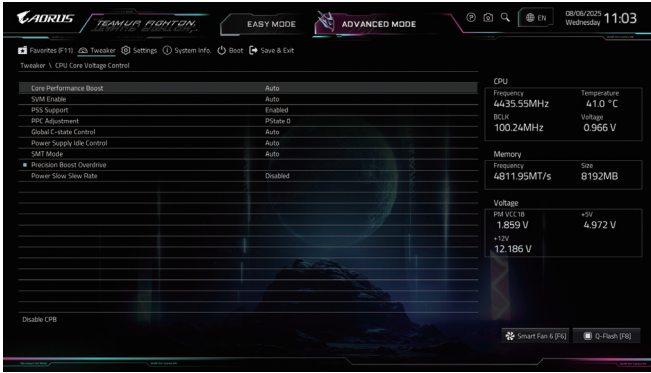 AORUS TEAM UP. FIGHT ON. EASY MODE ADVANCED MODE EN 08/06/2025 Wednesday 11:03
Favorites (F11) Tweaker Settings System Info. Boot Save & Exit
Tweaker \ CPU Core Voltage Control
Core Performance Boost Auto
SVM Enable Auto
PSS Support Enabled
PPC Adjustment PState 0
Global C-state Control Auto
Power Supply Idle Control Auto
SMT Mode Auto
Precision Boost Overdrive
Power Slow Slew Rate Disabled
Disable CPB
CPU
Frequency Temperature
4435.55MHz 41.0 °C
BCLK Voltage
100.24MHz 0.966 V
Memory
Frequency Size
4811.95MT/s 8192MB
Voltage
PM VCC18 +5V
1.859 V 4.972 V
+12V
12.186 V
Smart Fan 6 [F6] Q-Flash [F8]